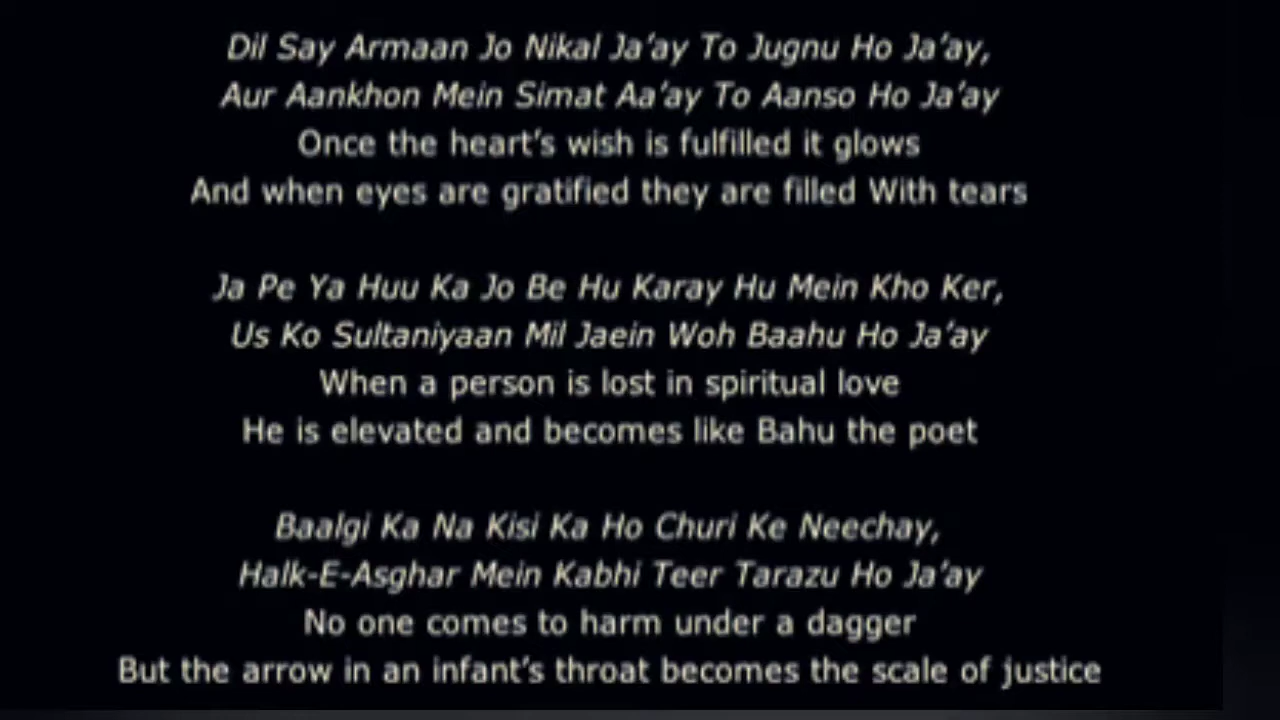 Dil Say Armaan Jo Nikal Ja'ay To Jugnu Ho Ja'ay,
Aur Aankhon Mein Simat Aa'ay To Aanso Ho Ja'ay
Once the heart's wish is fulfilled it glows
And when eyes are gratified they are filled With tears
Ja Pe Ya Huu Ka Jo Be Hu Karay Hu Mein Kho Ker,
Us Ko Sultaniyaan Mil Jaein Woh Baahu Ho Ja'ay
When a person is lost in spiritual love
He is elevated and becomes like Bahu the poet
Baalgi Ka Na Kisi Ka Ho Churi Ke Neechay,
Halk-E-Asghar Mein Kabhi Teer Tarazu Ho Ja'ay
No one comes to harm under a dagger
But the arrow in an infant's throat becomes the scale of justice